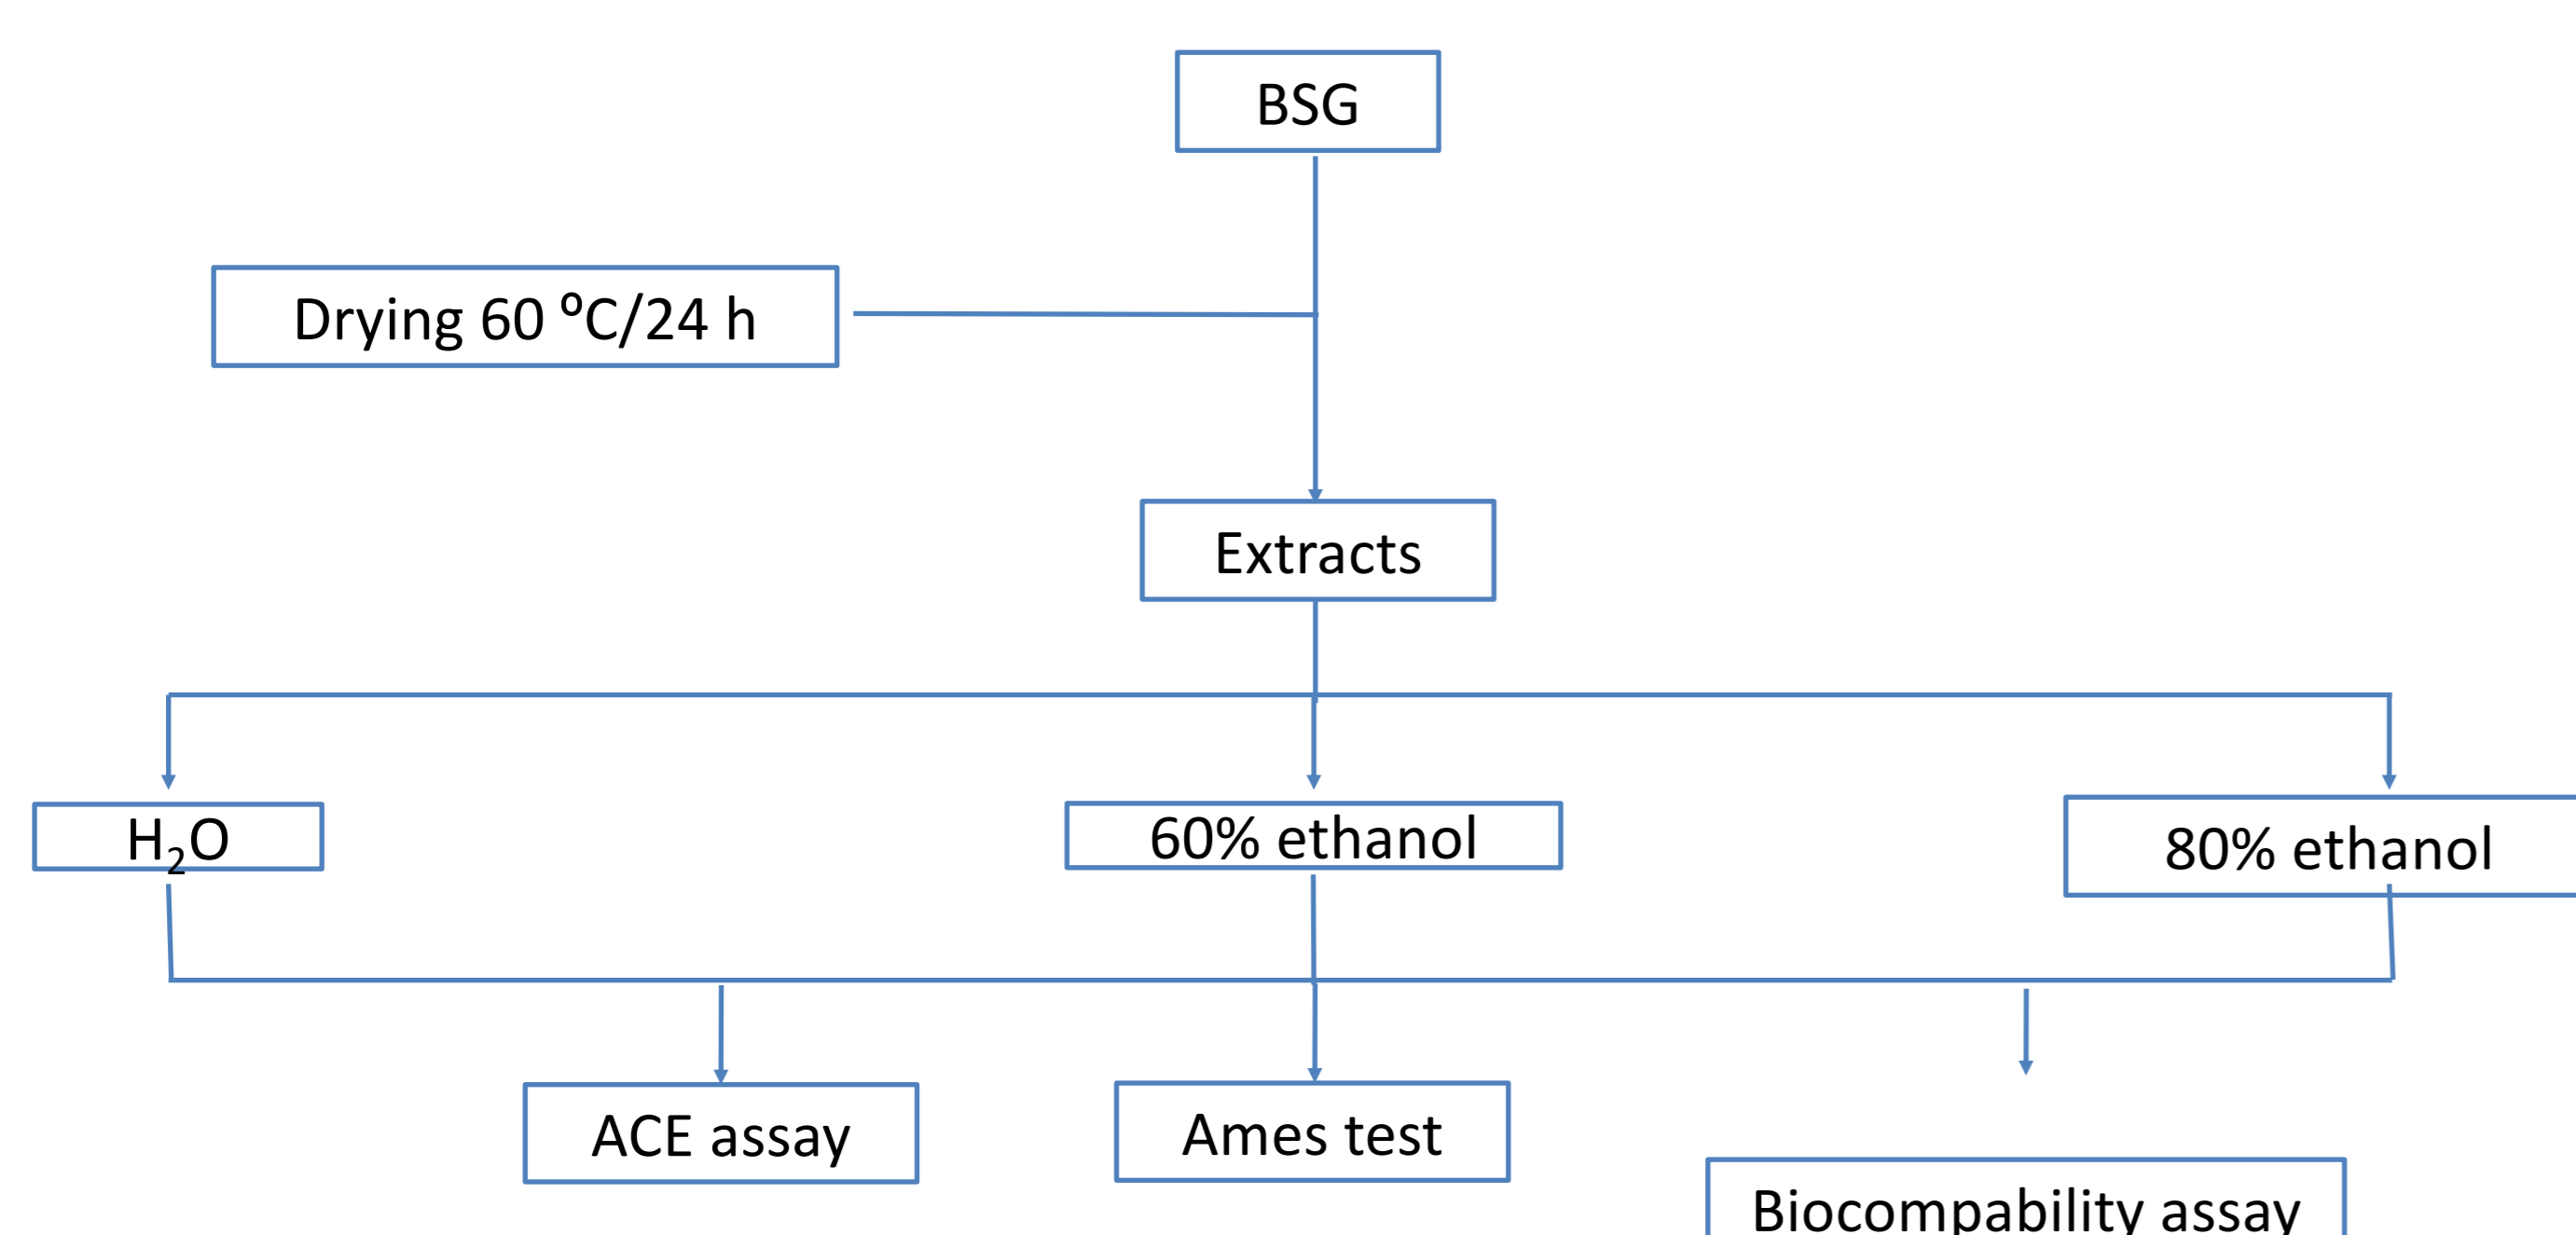 BSG
Drying 60 ºC/24 h
Extracts
H₂O
60% ethanol
80% ethanol
ACE assay
Ames test
Biocompability assay